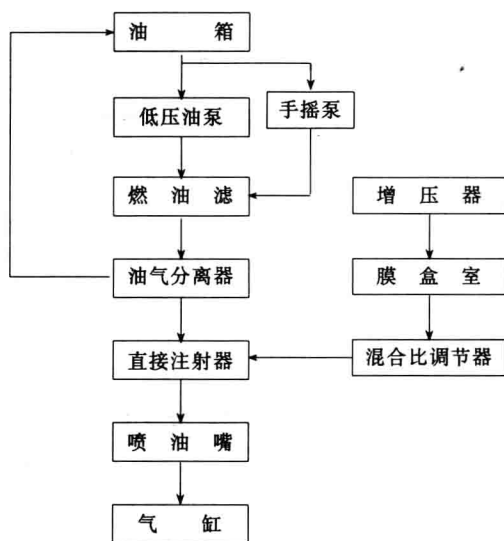 油 箱
低压油泵
手摇泵
燃 油 滤
增 压 器
油气分离器
膜 盒 室
直接注射器
混合比调节器
喷 油 嘴
气 缸